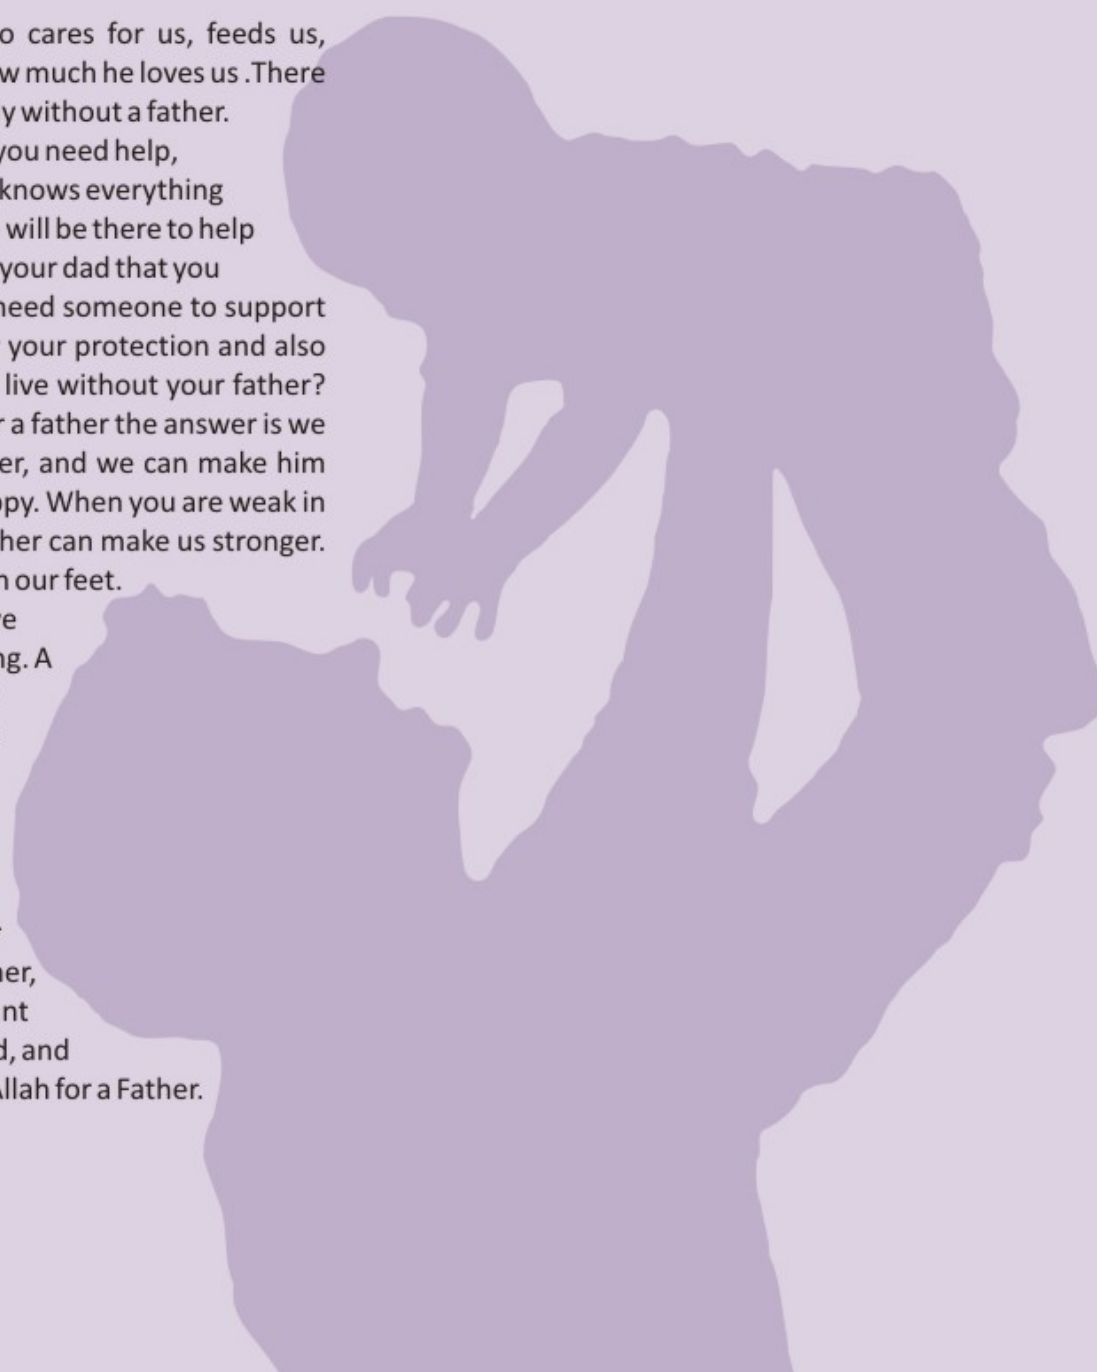 o cares for us, feeds us,
w much he loves us .There
y without a father.
you need help,
knows everything
will be there to help
your dad that you
need someone to support
your protection and also
live without your father?
r a father the answer is we
er, and we can make him
ppy. When you are weak in
her can make us stronger.
n our feet.
e
ng. A
her,
nt
d, and
Allah for a Father.